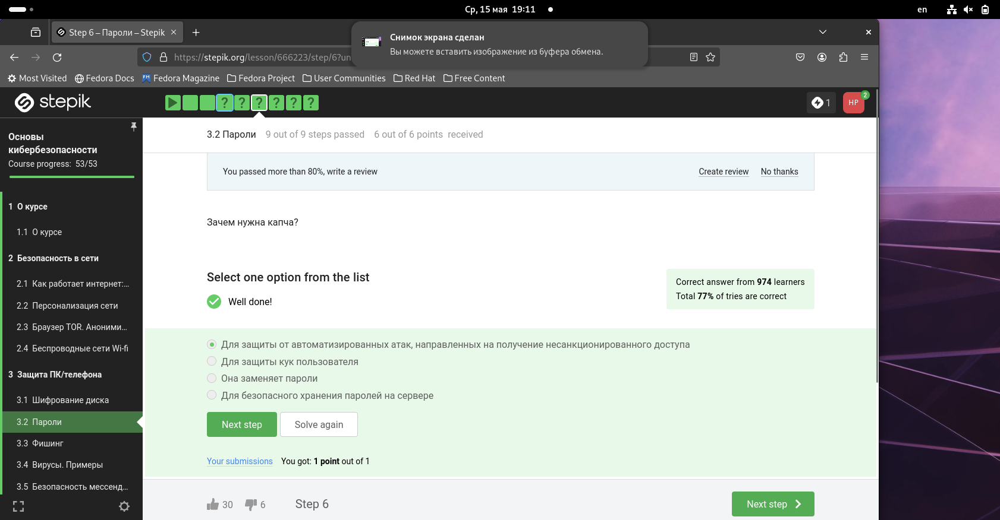 Ср, 15 мая 19:11
en
Step 6 – Пароли – Stepik
Снимок экрана сделан
Вы можете вставить изображение из буфера обмена.
https://stepik.org/lesson/666223/step/6?un
Most Visited
Fedora Docs
Fedora Magazine
Fedora Project
User Communities
Red Hat
Free Content
stepik
1
HP
2
Основы
кибербезопасности
Course progress: 53/53
1 О курсе
1.1 О курсе
2 Безопасность в сети
2.1 Как работает интернет:...
2.2 Персонализация сети
2.3 Браузер TOR. Аноними...
2.4 Беспроводные сети Wi-fi
3 Защита ПК/телефона
3.1 Шифрование диска
3.2 Пароли
3.3 Фишинг
3.4 Вирусы. Примеры
3.5 Безопасность мессенд...
3.2 Пароли 9 out of 9 steps passed 6 out of 6 points received
You passed more than 80%, write a review
Create review
No thanks
Зачем нужна капча?
Select one option from the list
Well done!
Correct answer from 974 learners
Total 77% of tries are correct
Для защиты от автоматизированных атак, направленных на получение несанкционированного доступа
Для защиты кук пользователя
Она заменяет пароли
Для безопасного хранения паролей на сервере
Next step
Solve again
Your submissions You got: 1 point out of 1
30
6
Step 6
Next step